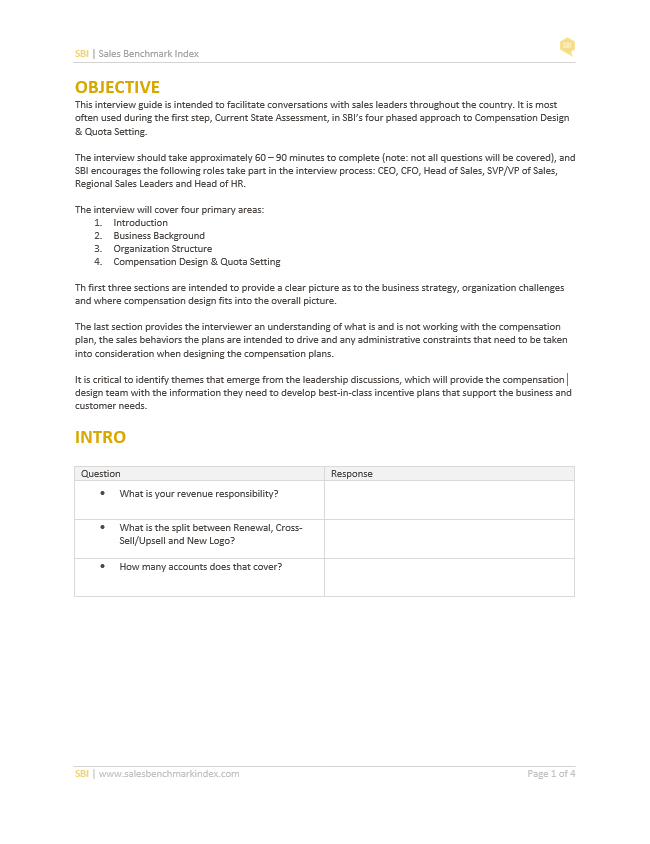 SBI | Sales Benchmark Index
SBI
OBJECTIVE
This interview guide is intended to facilitate conversations with sales leaders throughout the country. It is most
often used during the first step, Current State Assessment, in SBI's four phased approach to Compensation Design
& Quota Setting.
The interview should take approximately 60 – 90 minutes to complete (note: not all questions will be covered), and
SBI encourages the following roles take part in the interview process: CEO, CFO, Head of Sales, SVP/VP of Sales,
Regional Sales Leaders and Head of HR.
The interview will cover four primary areas:
1. Introduction
2. Business Background
3. Organization Structure
4. Compensation Design & Quota Setting
Th first three sections are intended to provide a clear picture as to the business strategy, organization challenges
and where compensation design fits into the overall picture.
The last section provides the interviewer an understanding of what is and is not working with the compensation
plan, the sales behaviors the plans are intended to drive and any administrative constraints that need to be taken
into consideration when designing the compensation plans.
It is critical to identify themes that emerge from the leadership discussions, which will provide the compensation
design team with the information they need to develop best-in-class incentive plans that support the business and
customer needs.
INTRO
Question Response
• What is your revenue responsibility?
• What is the split between Renewal, Cross-
Sell/Upsell and New Logo?
• How many accounts does that cover?
SBI | www.salesbenchmarkindex.com Page 1 of 4